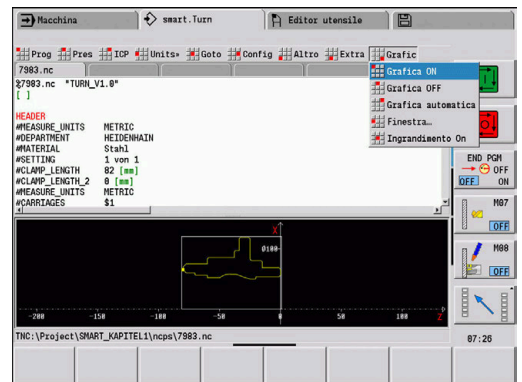 Macchina smart.Turn Editor utensile
Prog Pres ICP Units» Goto Config Altro Extra Grafic
7983.nc
Grafica ON
Grafica OFF
Grafica automatica
Finestra…
Ingrandimento On
%7983.nc "TURN_V1.0"
[ ]
HEADER
#MEASURE_UNITS METRIC
#DEPARTMENT HEIDENHAIN
#MATERIAL Stahl
#SETTING 1 von 1
#CLAMP_LENGTH 82 [mm]
#CLAMP_LENGTH_2 0 [mm]
#MEASURE_UNITS METRIC
#CARRIAGES $1
END PGM
OFF
OFF ON
M07
OFF
M08
OFF
X
Ø100
-200 -150 -100 -50 0 50 100 Z
TNC:\Project\SMART_KAPITEL1\ncps\7983.nc
07:26